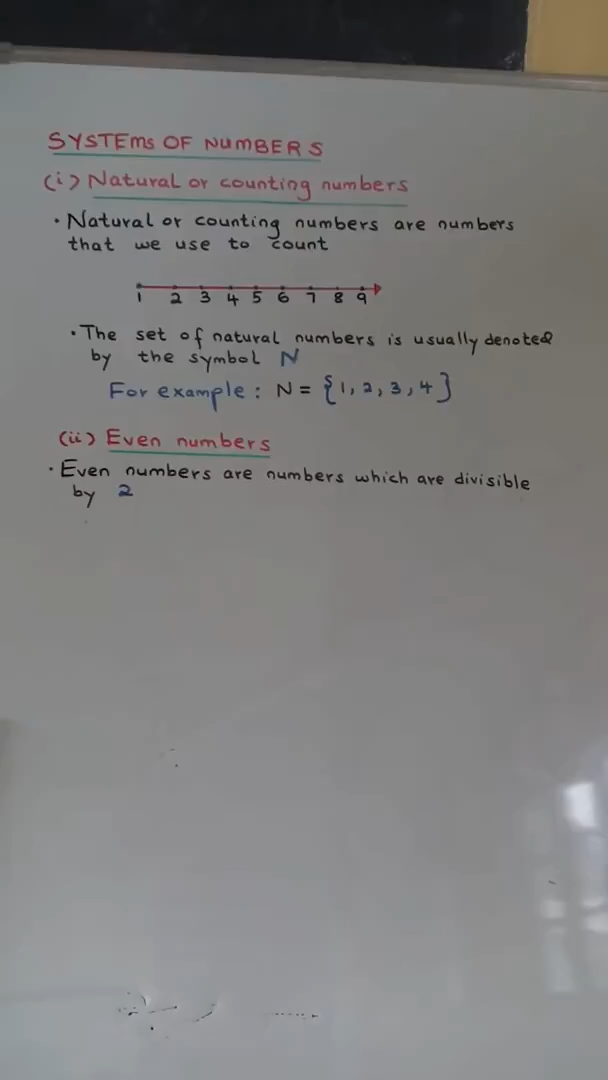 SYSTEMS OF NUMBERS
(i) Natural or counting numbers
• Natural or counting numbers are numbers
that we use to count
1 2 3 4 5 6 7 8 9
• The set of natural numbers is usually denoted
by the symbol N
For example : N = {1, 2, 3, 4}
(ii) Even numbers
• Even numbers are numbers which are divisible
by 2